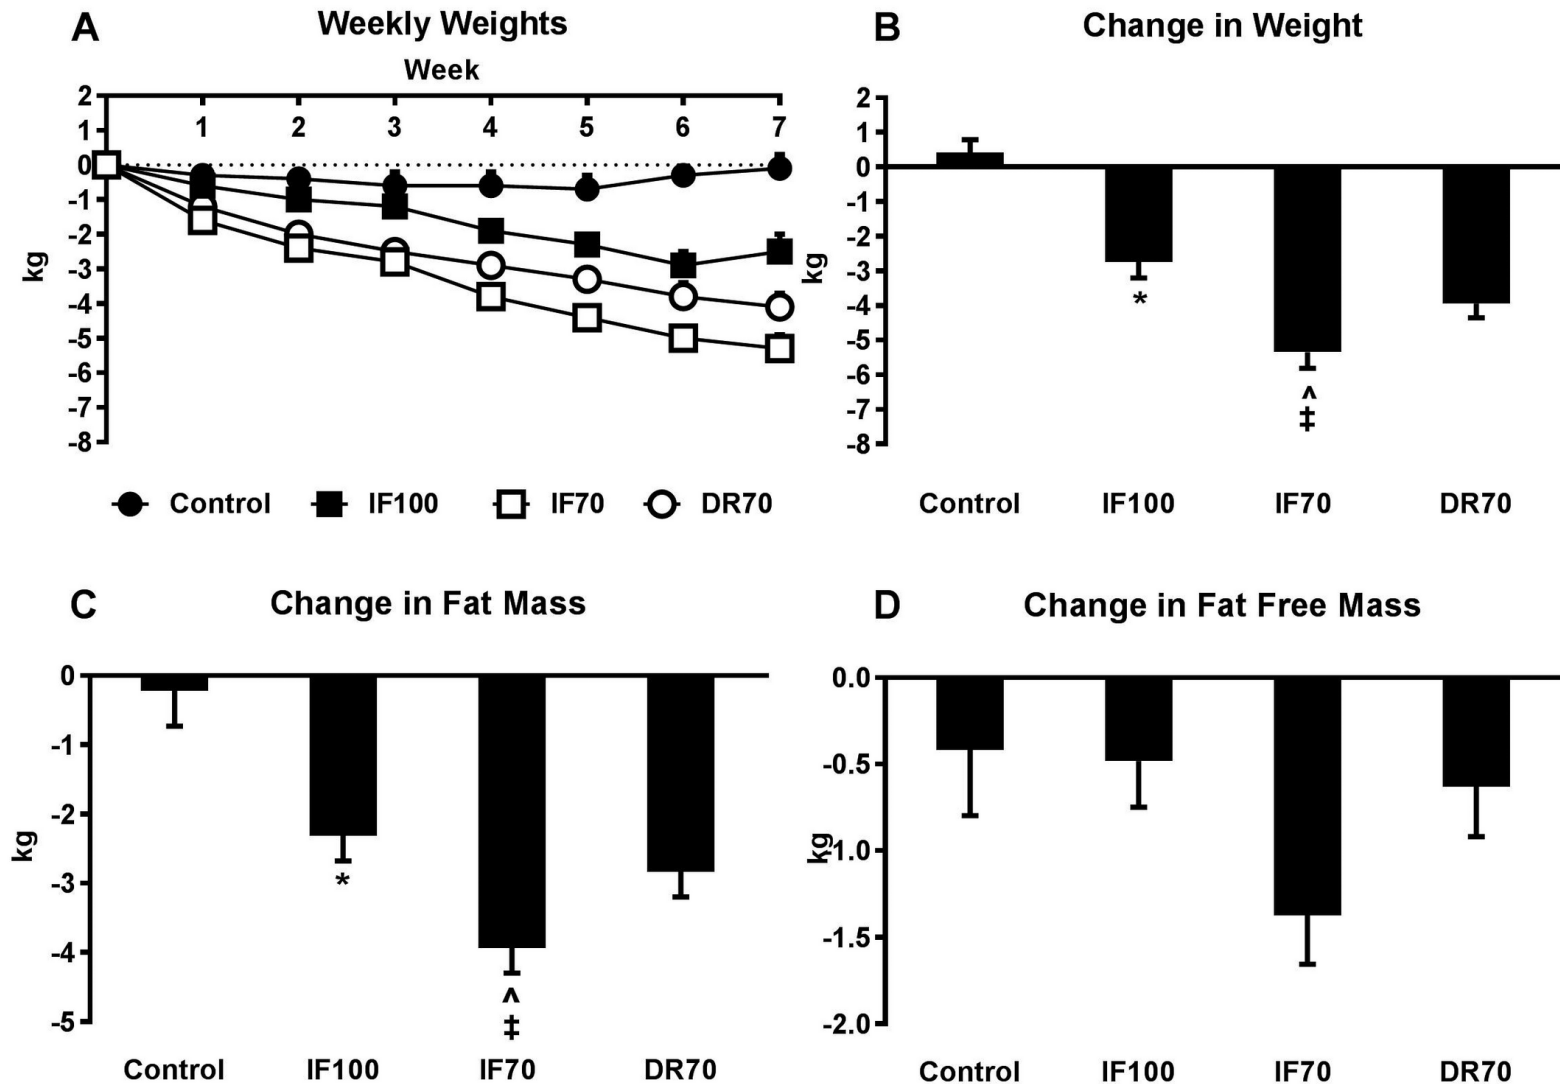 A Weekly Weights
Week
2
1
0
-1
-2
-3
-4
-5
-6
-7
-8
kg
1 2 3 4 5 6 7
Control IF100 IF70 DR70
B Change in Weight
2
1
0
-1
-2
-3
-4
-5
-6
-7
-8
kg
*
^
‡
Control IF100 IF70 DR70
C Change in Fat Mass
0
-1
-2
-3
-4
-5
kg
*
^
‡
Control IF100 IF70 DR70
D Change in Fat Free Mass
0.0
-0.5
-1.0
-1.5
-2.0
kg
Control IF100 IF70 DR70